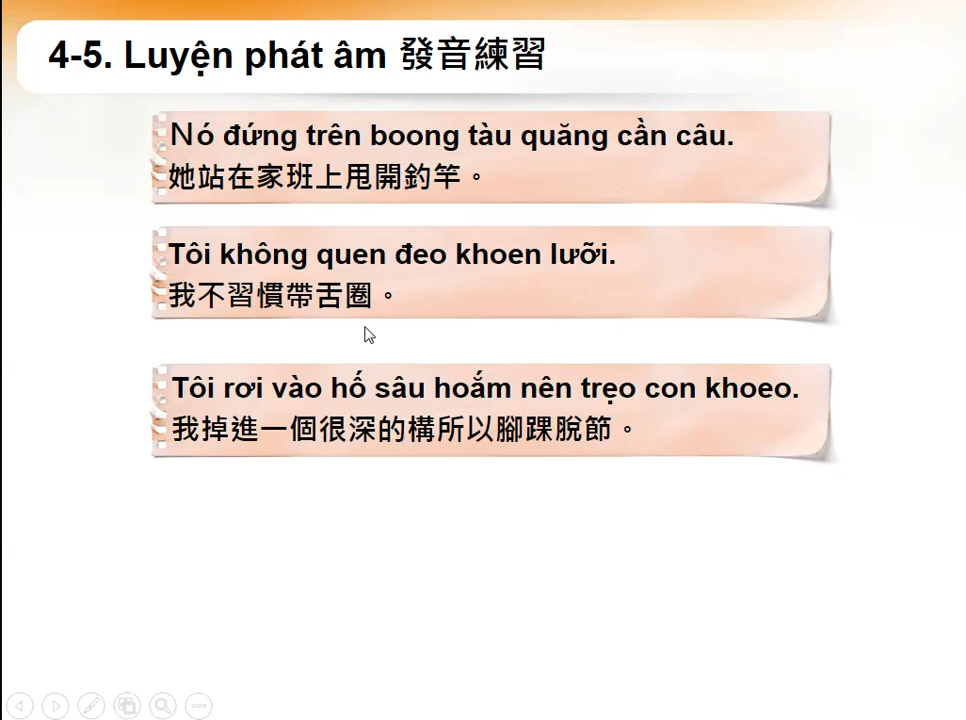 4-5. Luyện phát âm 發音練習
Nó đứng trên boong tàu quăng cần câu.
她站在家班上甩開釣竿。
Tôi không quen đeo khoen lưỡi.
我不習慣帶舌圈。
Tôi rơi vào hố sâu hoắm nên trẹo con khoeo.
我掉進一個很深的構所以腳踝脫節。